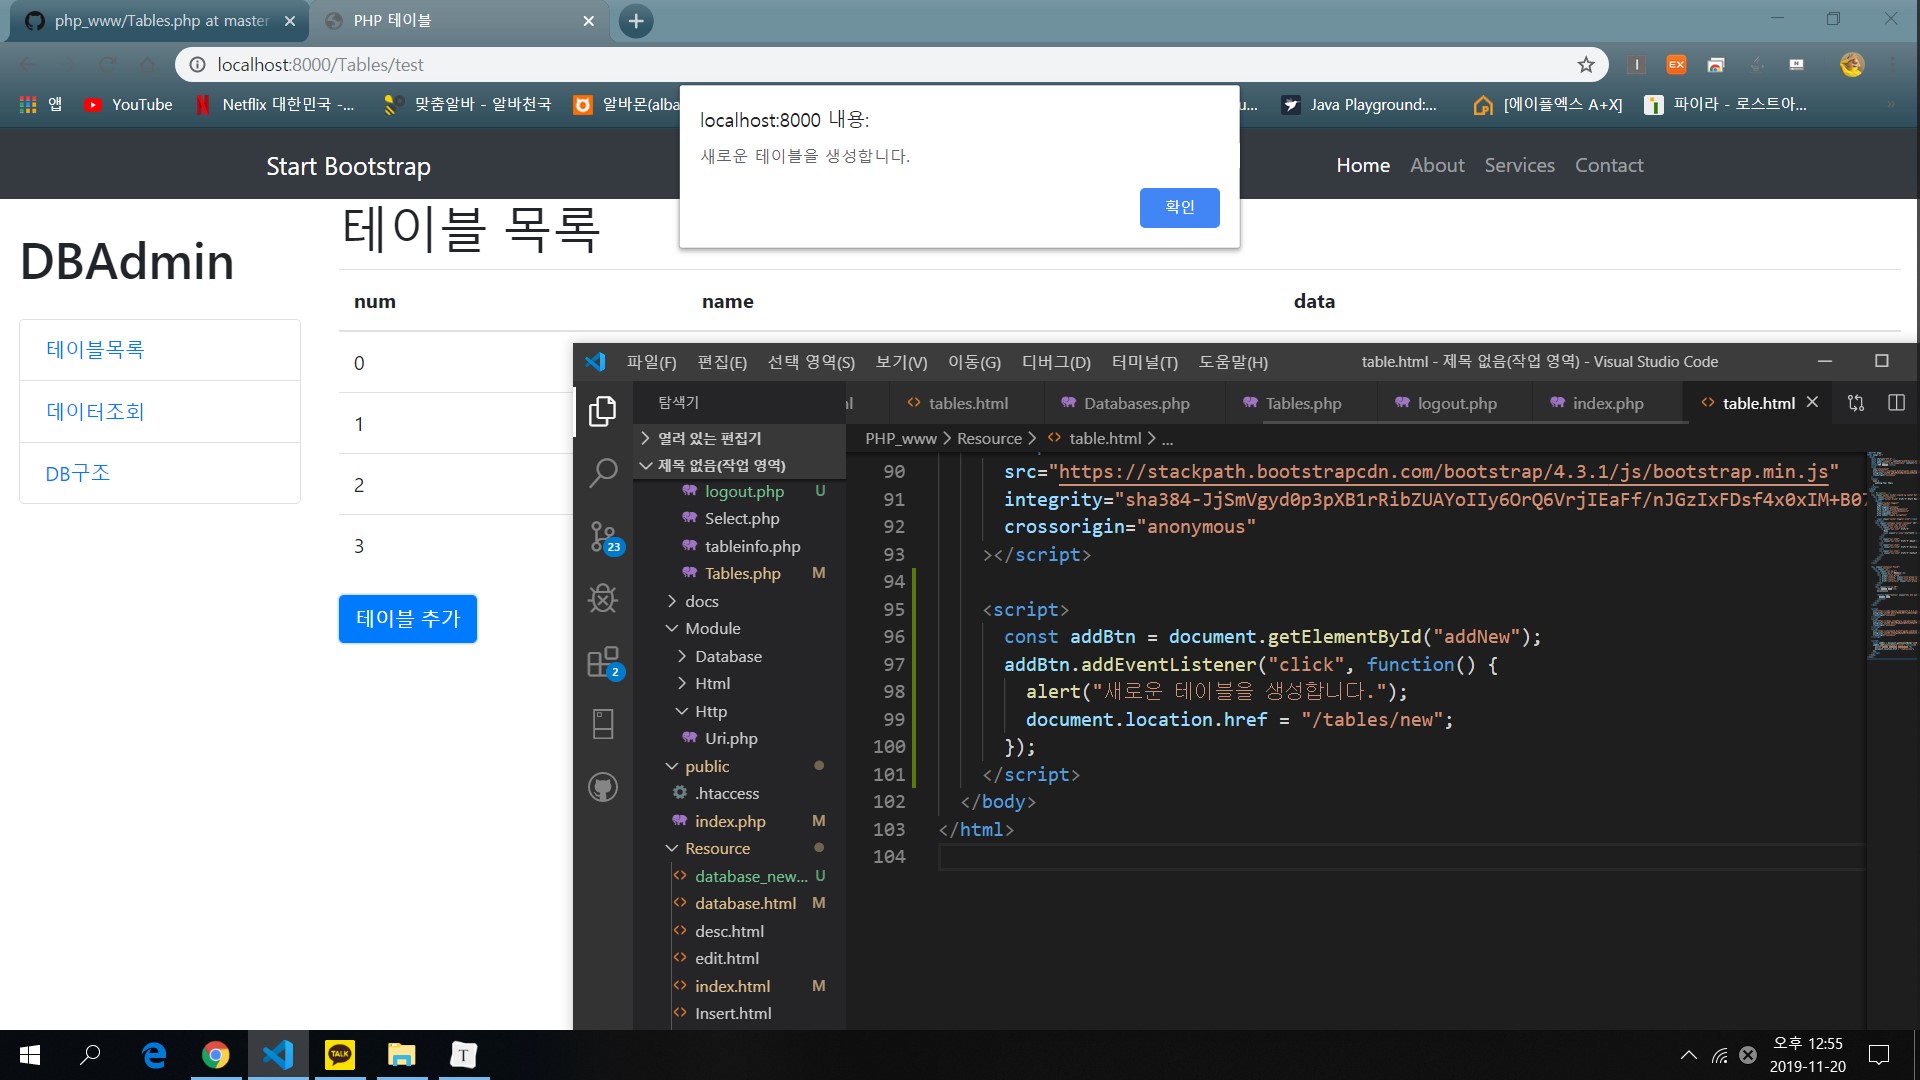 php_www/Tables.php at master
PHP 테이블
localhost:8000/Tables/test
앱
YouTube
Netflix 대한민국 -...
맞춤알바 - 알바천국
알바몬(alba
u...
Java Playground:...
[에이플엑스 A+X]
파이라 - 로스트아...
localhost:8000 내용:
새로운 테이블을 생성합니다.
확인
Start Bootstrap
Home
About
Services
Contact
DBAdmin
테이블목록
데이터조회
DB구조
테이블 목록
num name data
0
1
2
3
테이블 추가
파일(F) 편집(E) 선택 영역(S) 보기(V) 이동(G) 디버그(D) 터미널(T) 도움말(H)
table.html - 제목 없음(작업 영역) - Visual Studio Code
탐색기
tables.html
Databases.php
Tables.php
logout.php
index.php
table.html
열려 있는 편집기
제목 없음(작업 영역)
logout.php U
Select.php
tableinfo.php
Tables.php M
docs
Module
Database
Html
Http
Uri.php
public
.htaccess
index.php M
Resource
database_new... U
database.html M
desc.html
edit.html
index.html M
Insert.html
23
2
PHP_www > Resource > table.html > ...
90 src="https://stackpath.bootstrapcdn.com/bootstrap/4.3.1/js/bootstrap.min.js"
91 integrity="sha384-JjSmVgyd0p3pXB1rRibZUAYoIIy6OrQ6VrjIEaFf/nJGzIxFDsf4x0xIM+B07
92 crossorigin="anonymous"
93 ></script>
94
95 <script>
96 const addBtn = document.getElementById("addNew");
97 addBtn.addEventListener("click", function() {
98 alert("새로운 테이블을 생성합니다.");
99 document.location.href = "/tables/new";
100 });
101 </script>
102 </body>
103 </html>
104
오후 12:55
2019-11-20